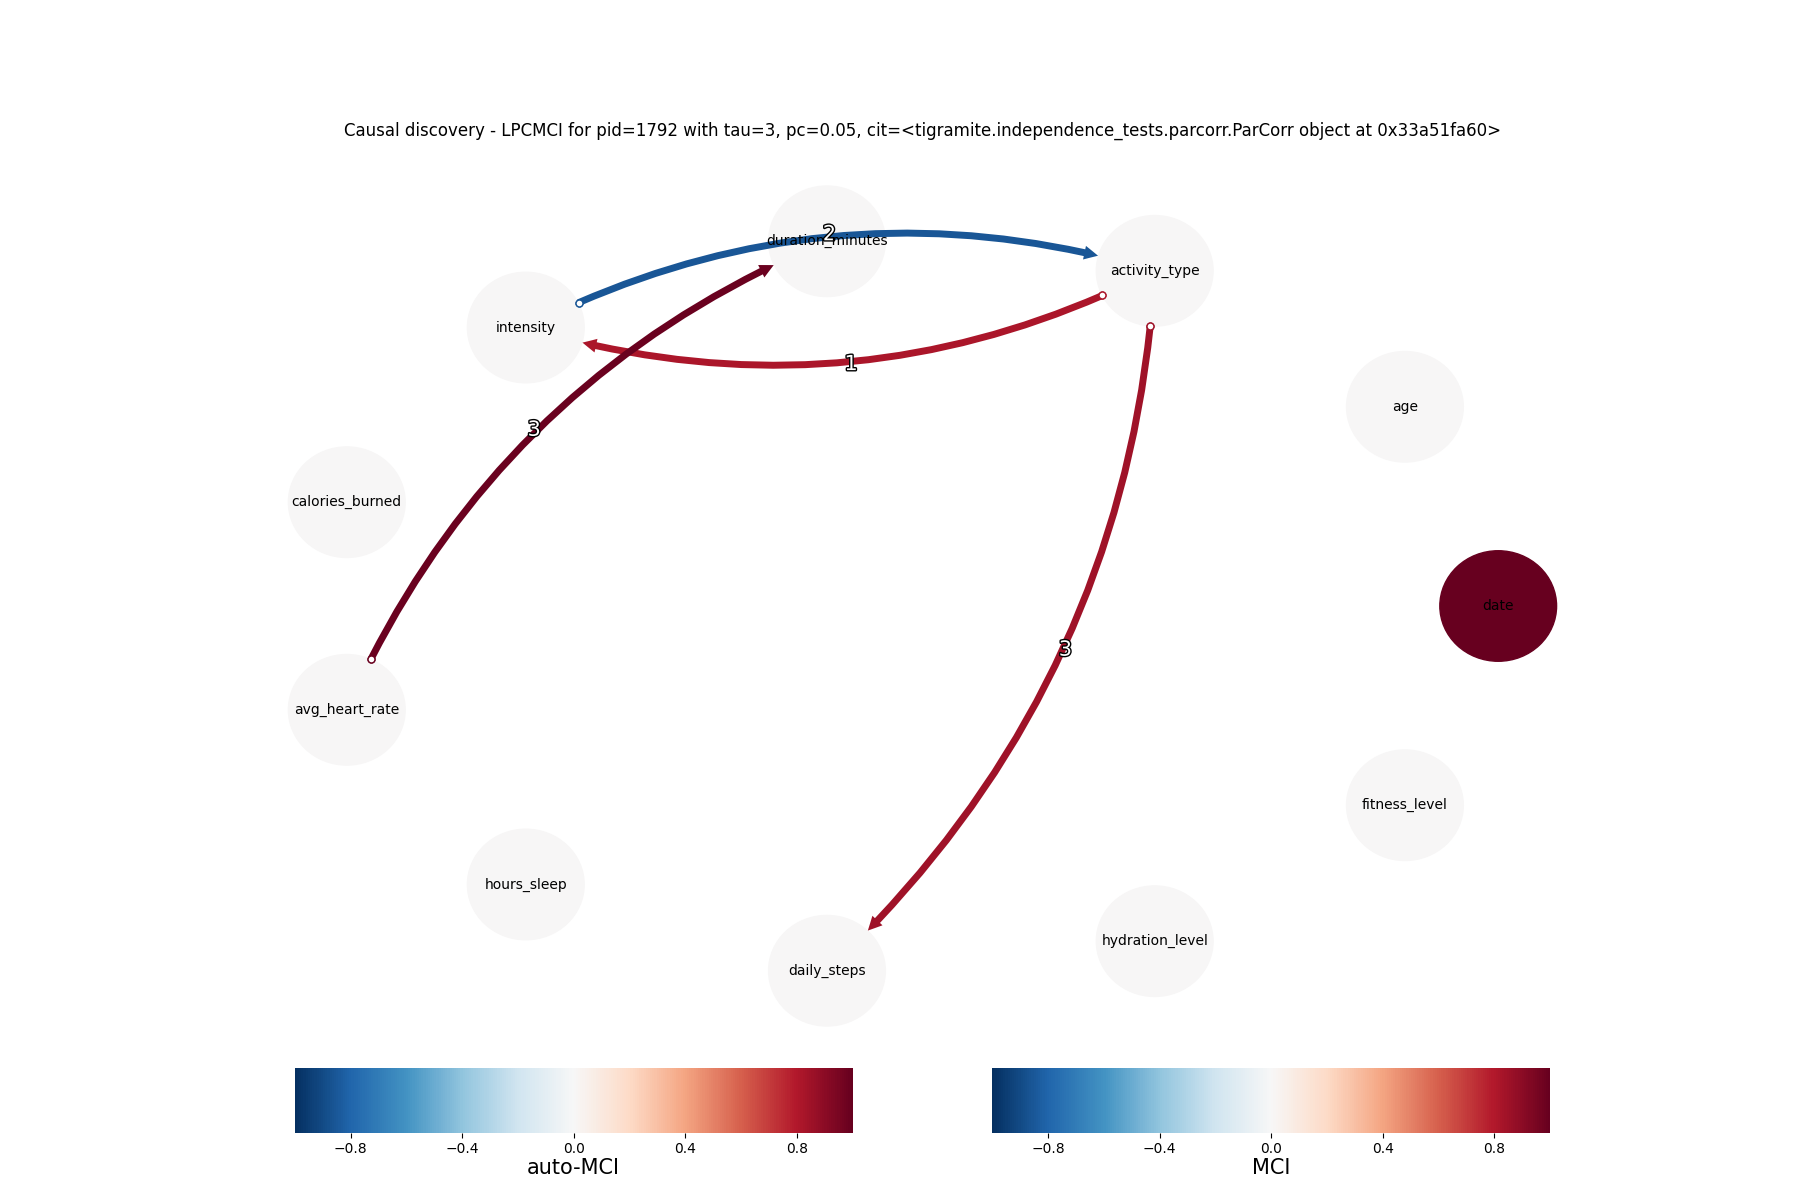 Causal discovery - LPCMCI for pid=1792 with tau=3, pc=0.05, cit=<tigramite.independence_tests.parcorr.ParCorr object at 0x33a51fa60>
2
duration_minutes
activity_type
intensity
1
age
3
calories_burned
date
3
avg_heart_rate
fitness_level
hours_sleep
hydration_level
daily_steps
−0.8 −0.4 0.0 0.4 0.8
auto-MCI
−0.8 −0.4 0.0 0.4 0.8
MCI